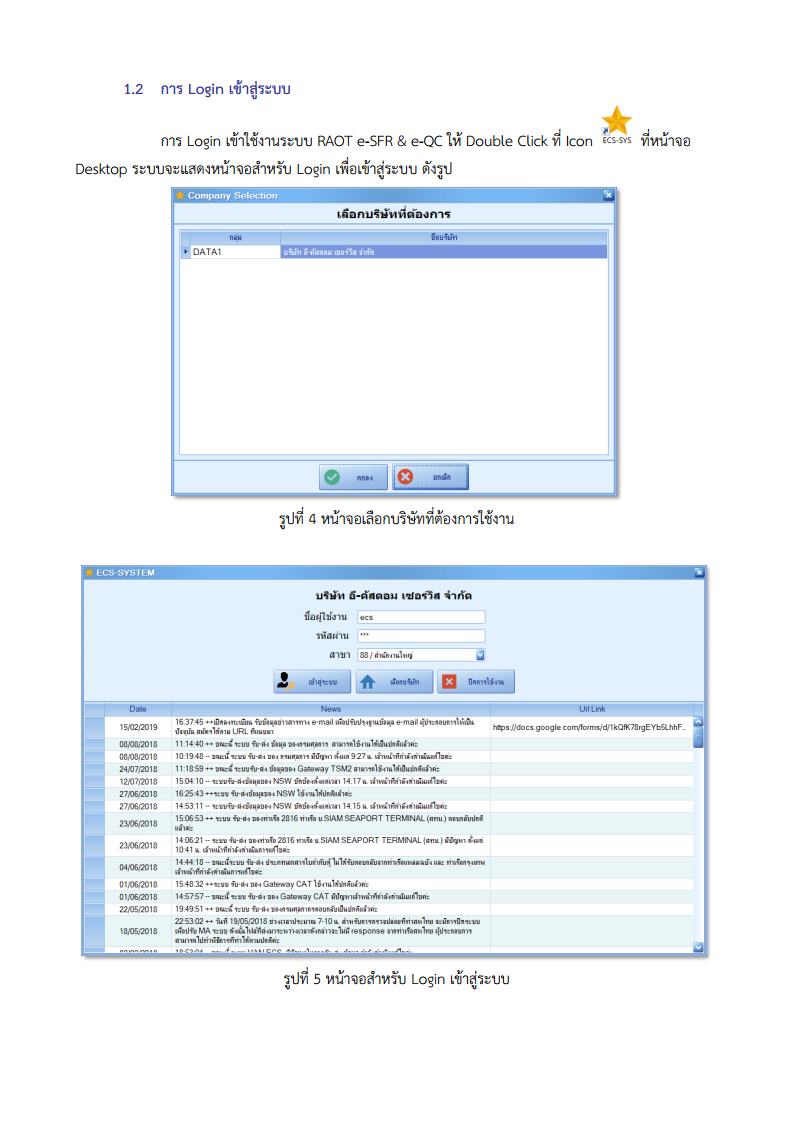 1.2 การ Login เข้าสู่ระบบ
การ Login เข้าใช้งานระบบ RAOT e-SFR & e-QC ให้ Double Click ที่ Icon ECS-SYS ที่หน้าจอ
Desktop ระบบจะแสดงหน้าจอสำหรับ Login เพื่อเข้าสู่ระบบ ดังรูป
Company Selection
เลือกบริษัทที่ต้องการ
กลุ่ม ชื่อบริษัท
DATA1 บริษัท อี-คัสตอม เซอร์วิส จำกัด
ตกลง ยกเลิก
รูปที่ 4 หน้าจอเลือกบริษัทที่ต้องการใช้งาน
ECS-SYSTEM
บริษัท อี-คัสตอม เซอร์วิส จำกัด
ชื่อผู้ใช้งาน ecs
รหัสผ่าน ***
สาขา 88 / สำนักงานใหญ่
เข้าสู่ระบบ เลือกบริษัท ปิดการใช้งาน
Date News Url Link
15/02/2019 16:37:45 ++เปิดลงทะเบียน รับข้อมูลข่าวสารทาง e-mail เพื่อปรับปรุงฐานข้อมูล e-mail ผู้ประกอบการให้เป็น https://docs.google.com/forms/d/1kQfK78rgEYb5LhhF...
ปัจจุบัน สมัครได้ตาม URL ที่แนบมา
08/08/2018 11:14:40 ++ ขณะนี้ ระบบ รับ-ส่ง ข้อมูล ของกรมศุลกากร สามารถใช้งานได้เป็นปกติแล้วค่ะ
08/08/2018 10:19:48 -- ขณะนี้ ระบบ รับ-ส่ง ของ กรมศุลกากร มีปัญหา ตั้งแต่ 9:27 น. เจ้าหน้าที่กำลังดำเนินการแก้ไขค่ะ
24/07/2018 11:18:59 ++ ขณะนี้ ระบบรับ-ส่ง ข้อมูลของ Gateway TSM2 สามารถใช้งานได้เป็นปกติแล้วค่ะ
12/07/2018 15:04:10 -- ระบบรับ-ส่งข้อมูลของ NSW ขัดข้องตั้งแต่เวลา 14.17 น. เจ้าหน้าที่กำลังดำเนินแก้ไขค่ะ
27/06/2018 16:25:43 ++ระบบ รับ-ส่งข้อมูลของ NSW ใช้งานได้ปกติแล้วค่ะ
27/06/2018 14:53:11 -- ระบบรับ-ส่งข้อมูลของ NSW ขัดข้องตั้งแต่เวลา 14.15 น. เจ้าหน้าที่กำลังดำเนินแก้ไขค่ะ
23/06/2018 15:06:53 ++ ระบบ รับ-ส่ง ของท่าเรือ 2816 ท่าเรือ บ.SIAM SEAPORT TERMINAL (สทบ.) ตอบกลับปกติ
แล้วค่ะ
23/06/2018 14:06:21 -- ระบบ รับ-ส่ง ของท่าเรือ 2816 ท่าเรือ บ.SIAM SEAPORT TERMINAL (สทบ.) มีปัญหา ตั้งแต่
10:41 น. เจ้าหน้าที่กำลังดำเนินการแก้ไขค่ะ
04/06/2018 14:44:18 -- ขณะนี้ระบบ รับ-ส่ง ประเภทเอกสารใบกำกับตู้ ไม่ได้รับตอบกลับจากท่าเรือแหลมฉบัง และ ท่าเรือกรุงเทพ
เจ้าหน้าที่กำลังดำเนินการแก้ไขค่ะ
01/06/2018 15:48:32 ++ระบบ รับ-ส่ง ของ Gateway CAT ใช้งานได้ปกติแล้วค่ะ
01/06/2018 14:57:57 -- ขณะนี้ ระบบ รับ-ส่ง ของ Gateway CAT มีปัญหาเจ้าหน้าที่กำลังดำเนินการแก้ไขค่ะ
22/05/2018 19:49:51 ++ ขณะนี้ ระบบ รับ-ส่ง ของกรมศุลกากรตอบกลับเป็นปกติแล้วค่ะ
18/05/2018 22:53:02 ++ วันที่ 19/05/2018 ช่วงเวลาประมาณ 7-10 น. สำหรับการตรวจปล่อยที่ท่าสหไทย จะมีการปิดระบบ
เพื่อปรับ MA ระบบ ดังนั้นไฟล์ที่ส่งมาระหว่างเวลาดังกล่าวจะไม่มี response จากท่าเรือสหไทย ผู้ประกอบการ
สามารถไปทำพิธีการที่ท่าได้ตามปกติค่ะ
รูปที่ 5 หน้าจอสำหรับ Login เข้าสู่ระบบ